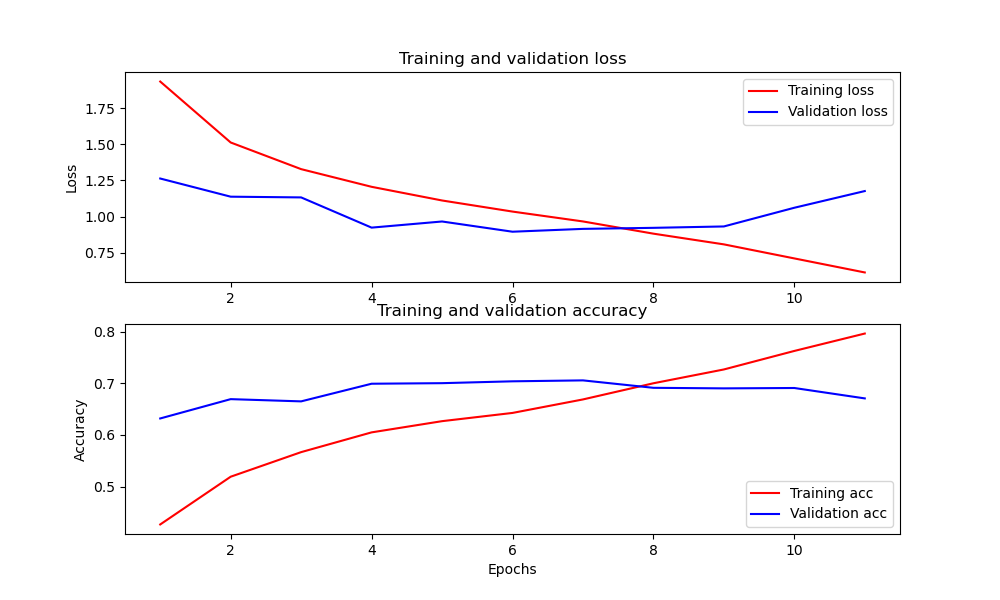 Training and validation loss
Loss
1.75
1.50
1.25
1.00
0.75
Training loss
Validation loss
2 4 6 8 10
Training and validation accuracy
Accuracy
0.8
0.7
0.6
0.5
Training acc
Validation acc
2 4 6 8 10
Epochs